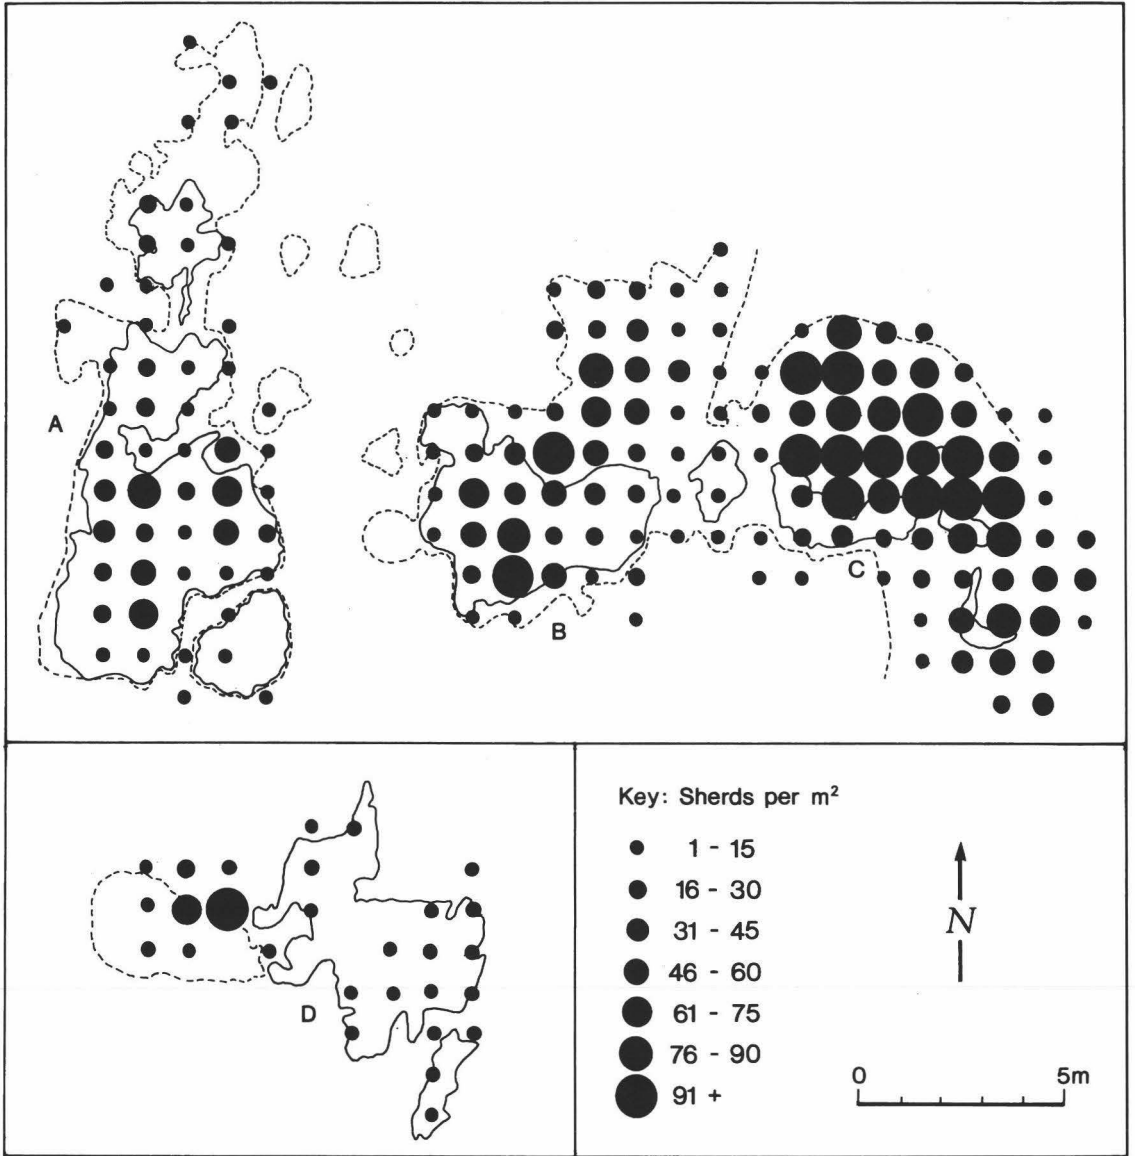 A
B
C
D
Key: Sherds per m²
1 - 15
16 - 30
31 - 45
46 - 60
61 - 75
76 - 90
91 +
N
0 5m